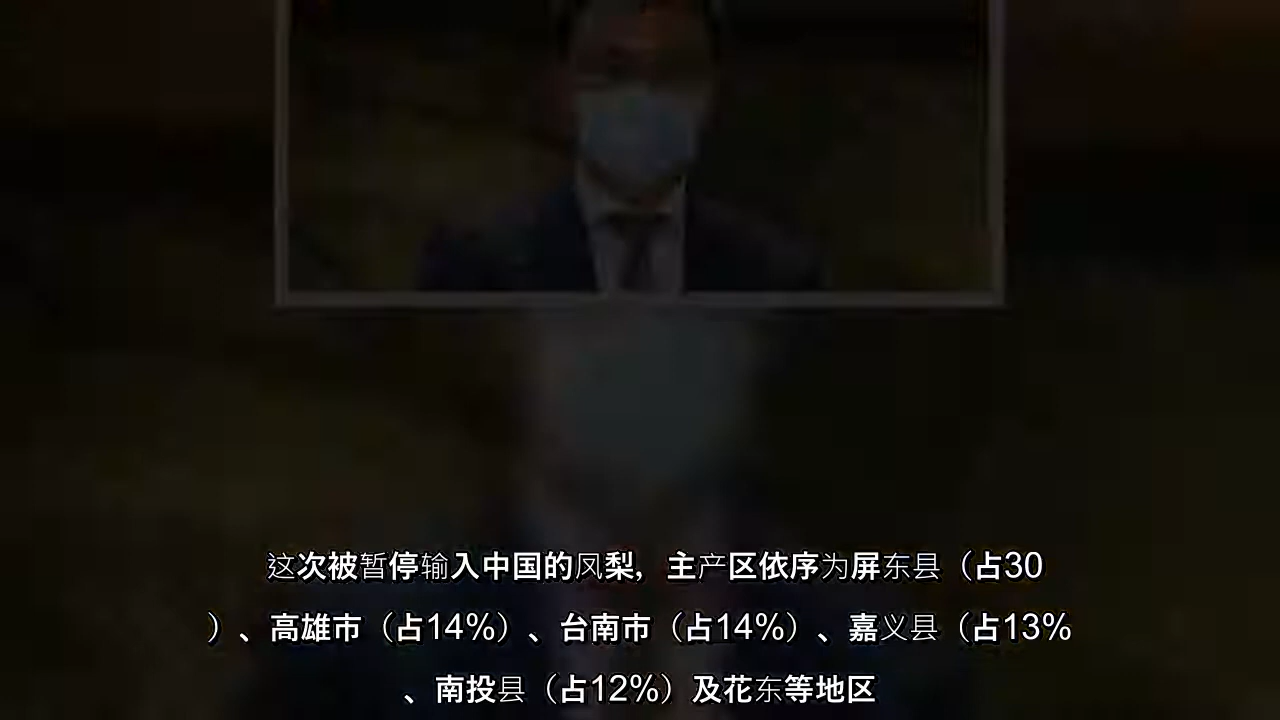 这次被暂停输入中国的凤梨，主产区依序为屏东县（占30
）、高雄市（占14%）、台南市（占14%）、嘉义县（占13%
、南投县（占12%）及花东等地区